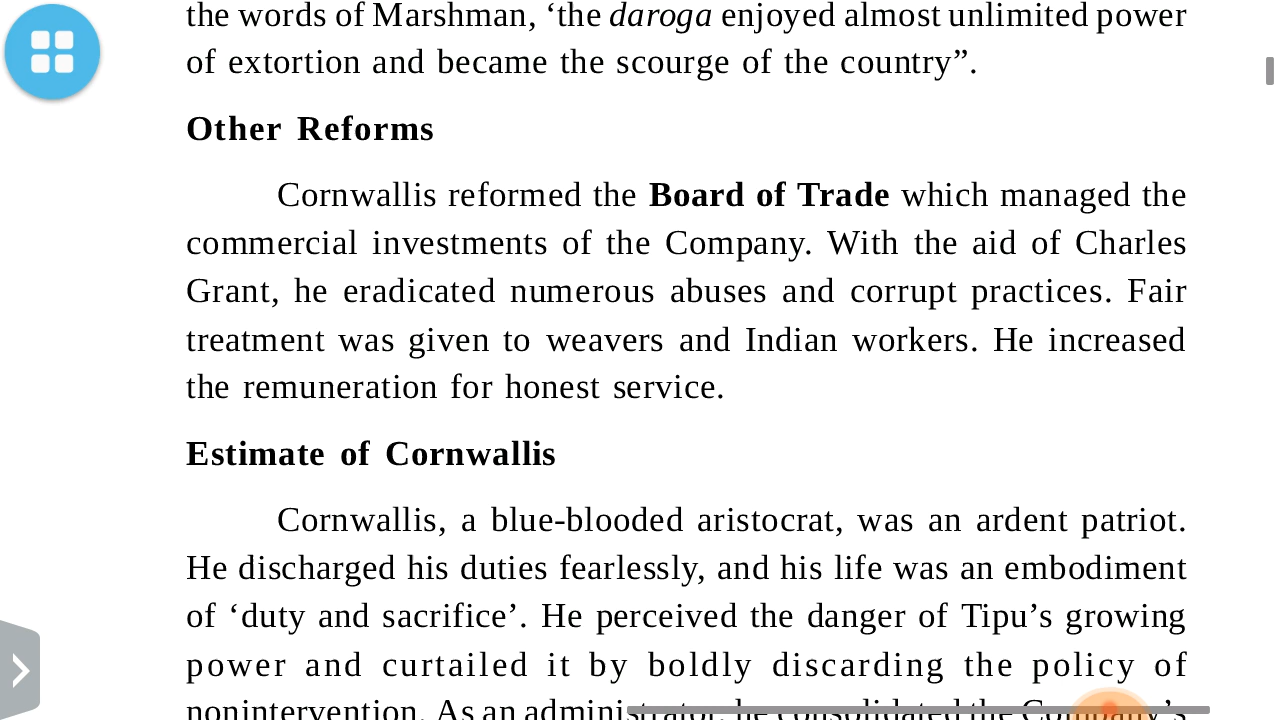 the words of Marshman, ‘the daroga enjoyed almost unlimited power
of extortion and became the scourge of the country”.
Other Reforms
Cornwallis reformed the Board of Trade which managed the
commercial investments of the Company. With the aid of Charles
Grant, he eradicated numerous abuses and corrupt practices. Fair
treatment was given to weavers and Indian workers. He increased
the remuneration for honest service.
Estimate of Cornwallis
Cornwallis, a blue-blooded aristocrat, was an ardent patriot.
He discharged his duties fearlessly, and his life was an embodiment
of ‘duty and sacrifice’. He perceived the danger of Tipu’s growing
power and curtailed it by boldly discarding the policy of
nonintervention. As an administrator, he consolidated the Company’s